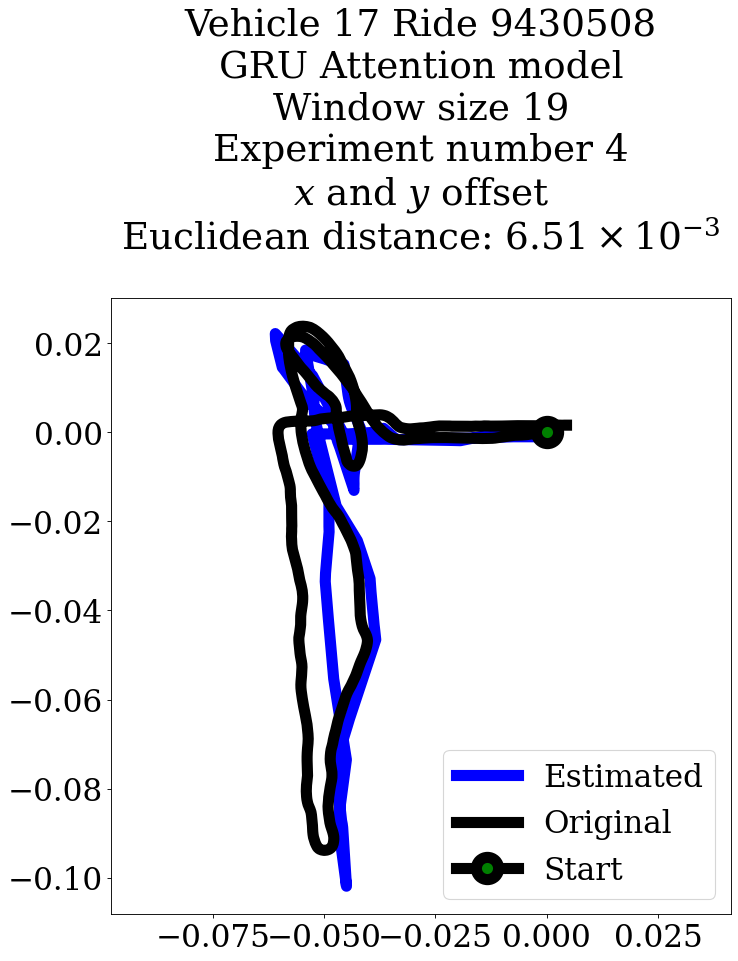 Vehicle 17 Ride 9430508
GRU Attention model
Window size 19
Experiment number 4
x and y offset
Euclidean distance: 6.51 × 10⁻³
0.02
0.00
−0.02
−0.04
−0.06
−0.08
−0.10
Estimated
Original
Start
−0.075 −0.050 −0.025 0.000 0.025